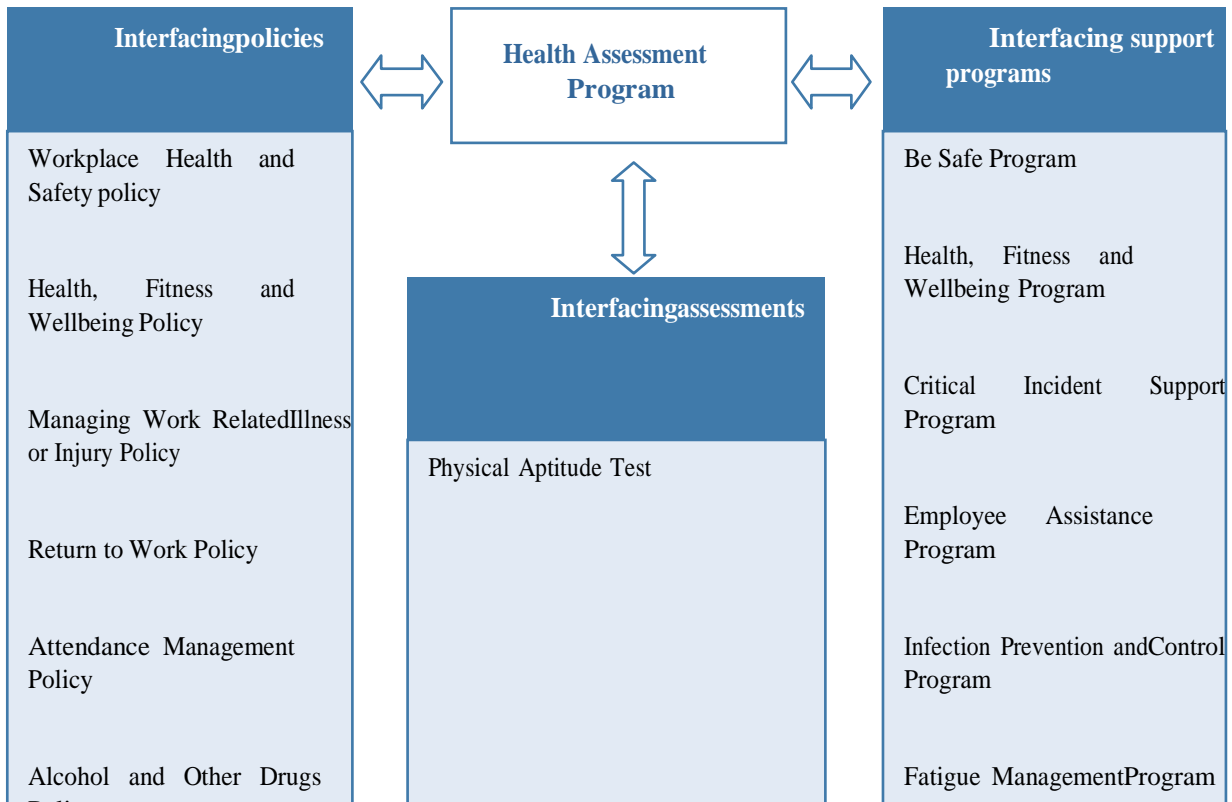 Interfacingpolicies
Workplace Health and
Safety policy
Health, Fitness and
Wellbeing Policy
Managing Work RelatedIllness
or Injury Policy
Return to Work Policy
Attendance Management
Policy
Alcohol and Other Drugs
Health Assessment
Program
Interfacingassessments
Physical Aptitude Test
Interfacing support
programs
Be Safe Program
Health, Fitness and
Wellbeing Program
Critical Incident Support
Program
Employee Assistance
Program
Infection Prevention andControl
Program
Fatigue ManagementProgram